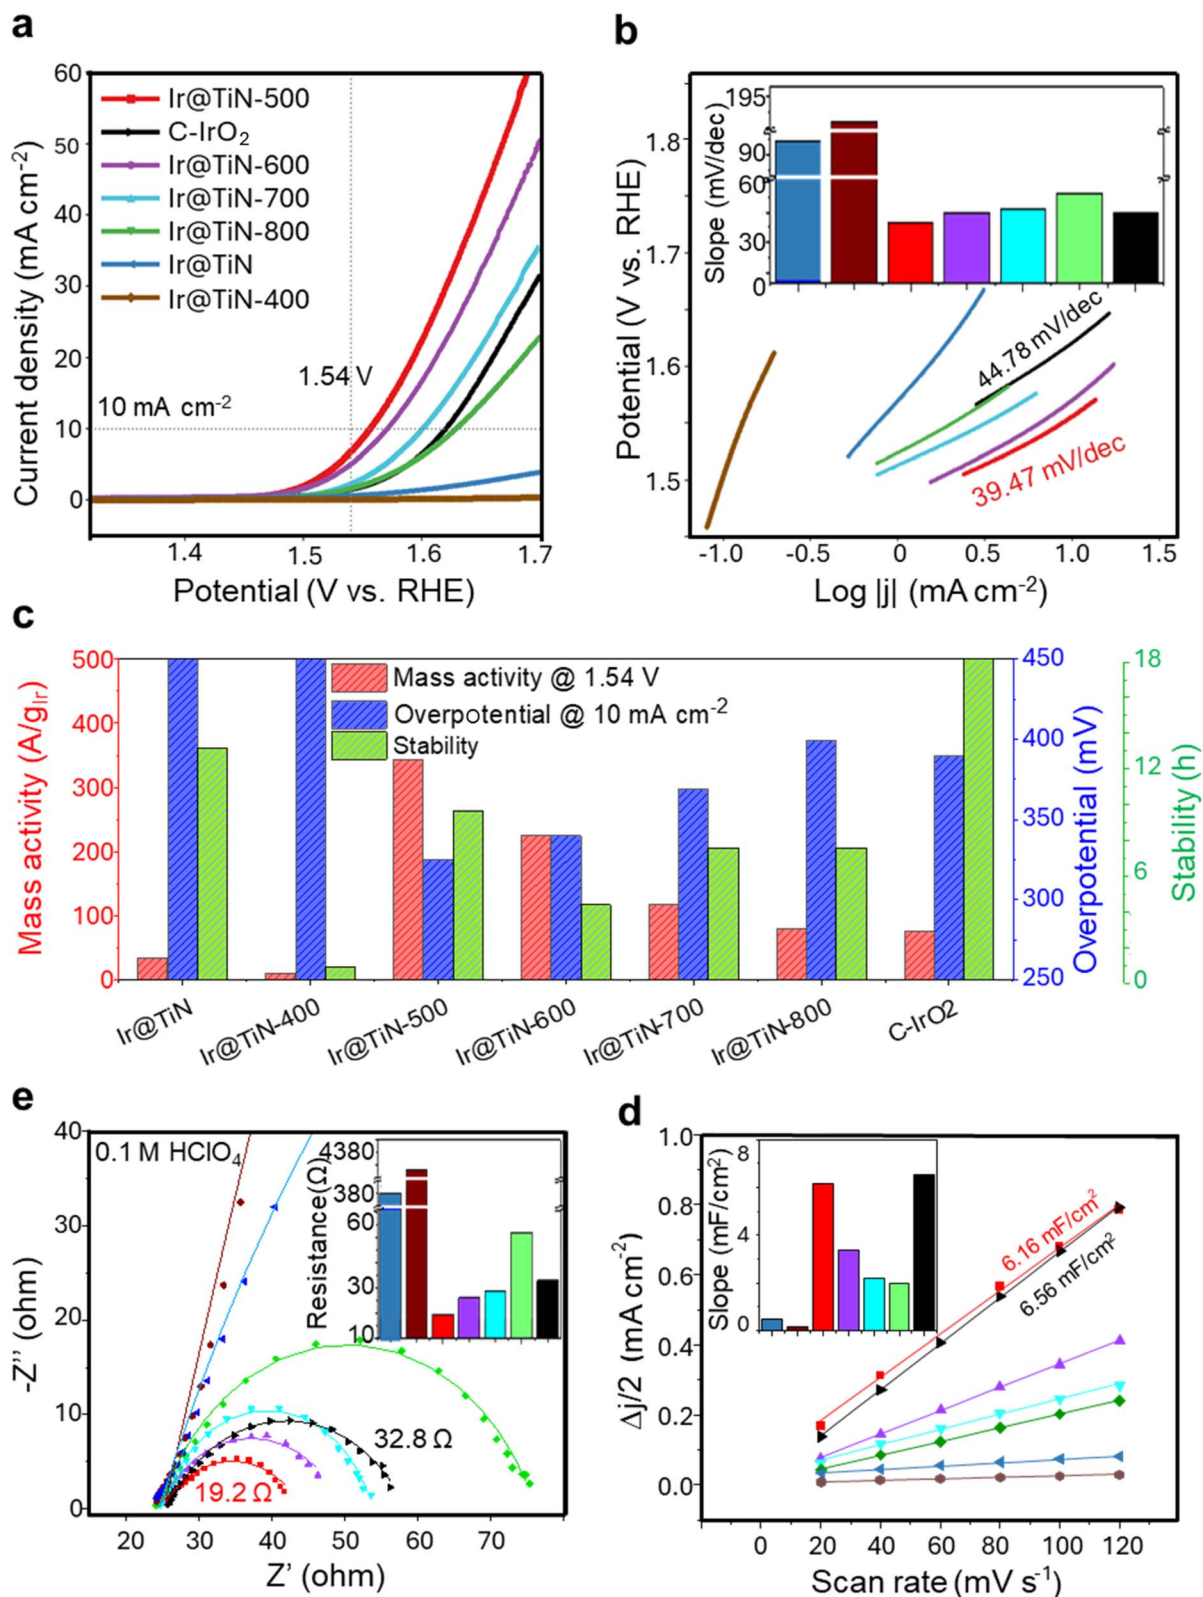 a
60
50
40
30
20
10
0
Current density (mA cm-2)
Ir@TiN-500
C-IrO2
Ir@TiN-600
Ir@TiN-700
Ir@TiN-800
Ir@TiN
Ir@TiN-400
1.54 V
10 mA cm-2
1.4
1.5
1.6
1.7
Potential (V vs. RHE)
b
1.8
1.7
1.6
1.5
Potential (V vs. RHE)
195
90
60
30
0
Slope (mV/dec)
44.78 mV/dec
39.47 mV/dec
-1.0
-0.5
0
0.5
1.0
1.5
Log |j| (mA cm-2)
c
500
400
300
200
100
0
Mass activity (A/gIr)
Mass activity @ 1.54 V
Overpotential @ 10 mA cm-2
Stability
450
400
350
300
250
Overpotential (mV)
18
12
6
0
Stability (h)
Ir@TiN
Ir@TiN-400
Ir@TiN-500
Ir@TiN-600
Ir@TiN-700
Ir@TiN-800
C-IrO2
e
40
30
20
10
0
-Z'' (ohm)
0.1 M HClO4
4380
380
60
30
10
Resistance(Ω)
32.8 Ω
19.2 Ω
20
30
40
50
60
70
Z' (ohm)
d
1.0
0.8
0.6
0.4
0.2
0.0
Δj/2 (mA cm-2)
8
4
0
Slope (mF/cm2)
6.16 mF/cm2
6.56 mF/cm2
0
20
40
60
80
100
120
Scan rate (mV s-1)